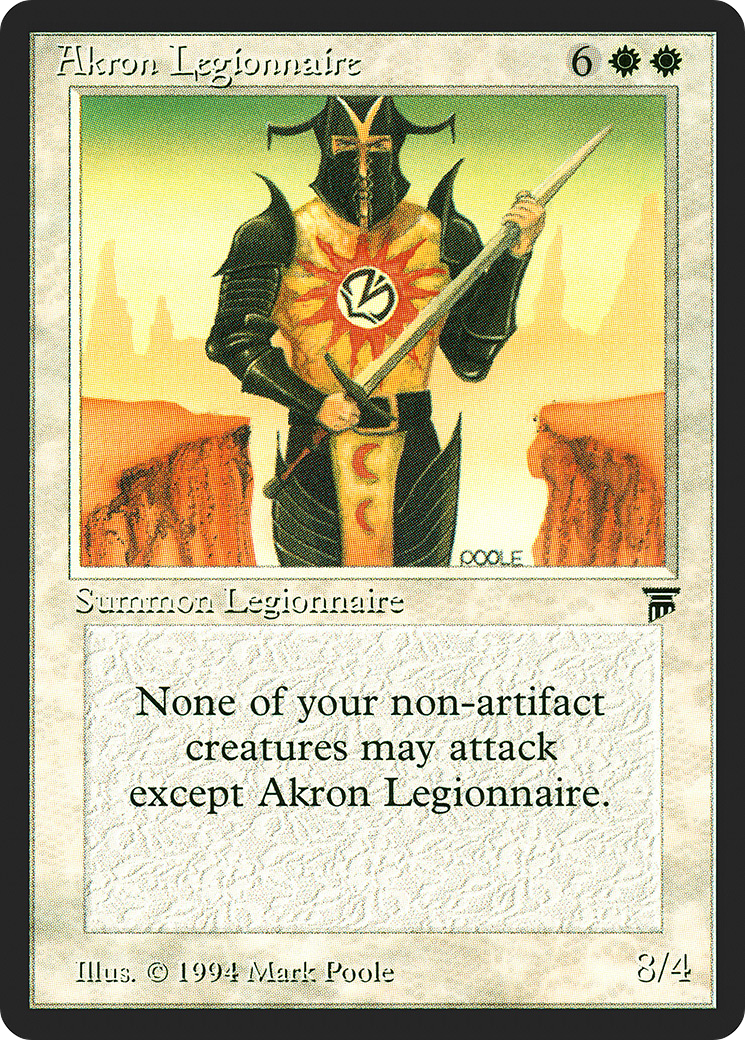 Akron Legionnaire 6
POOLE
Summon Legionnaire
None of your non-artifact
creatures may attack
except Akron Legionnaire.
Illus. © 1994 Mark Poole 8/4